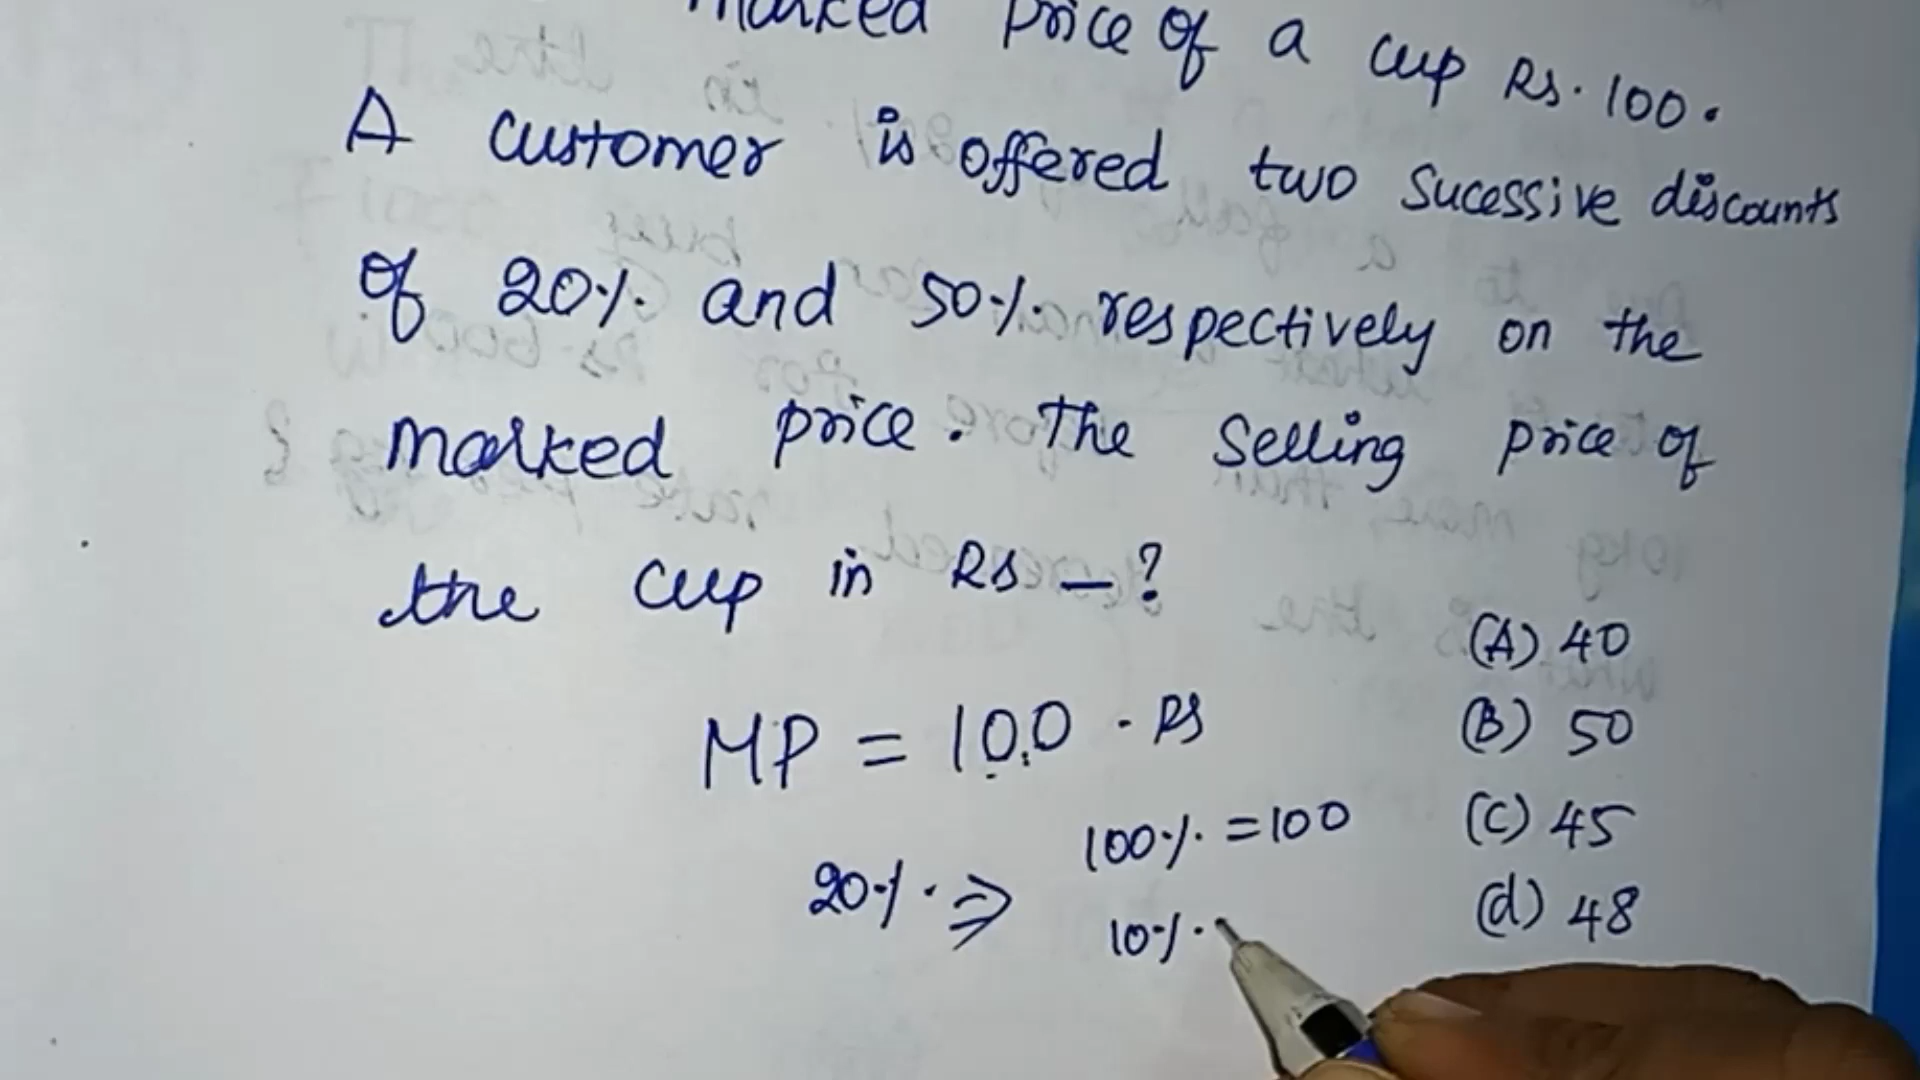 marked price of a cup Rs. 100.
A customer is offered two sucessive discounts
of 20% and 50% respectively on the
marked price. The selling price of
the cup in Rs _ ?
(A) 40
MP = 100 - Rs
(B) 50
100% = 100
(C) 45
20% ⇒
10%
(d) 48